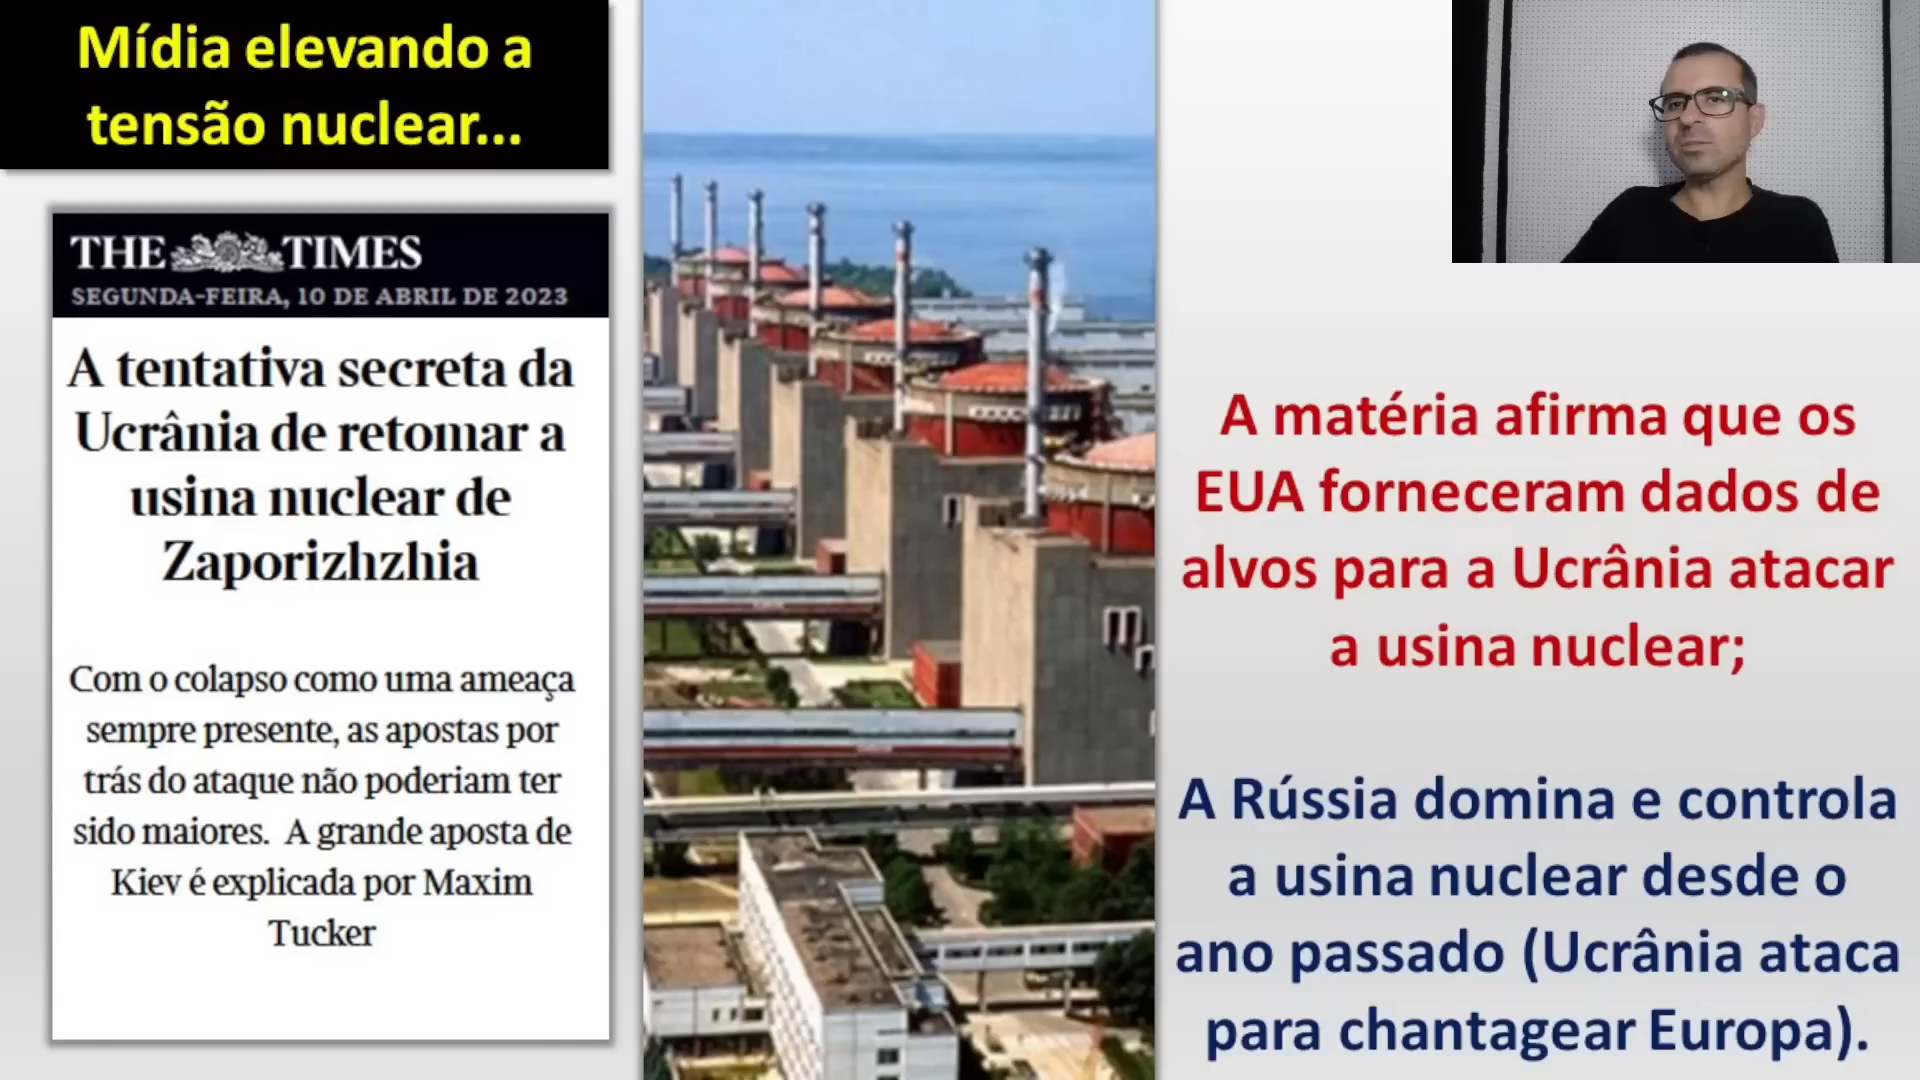 Mídia elevando a
tensão nuclear...
THE TIMES
SEGUNDA-FEIRA, 10 DE ABRIL DE 2023
A tentativa secreta da
Ucrânia de retomar a
usina nuclear de
Zaporizhzhia
Com o colapso como uma ameaça
sempre presente, as apostas por
trás do ataque não poderiam ter
sido maiores. A grande aposta de
Kiev é explicada por Maxim
Tucker
A matéria afirma que os
EUA forneceram dados de
alvos para a Ucrânia atacar
a usina nuclear;
A Rússia domina e controla
a usina nuclear desde o
ano passado (Ucrânia ataca
para chantagear Europa).